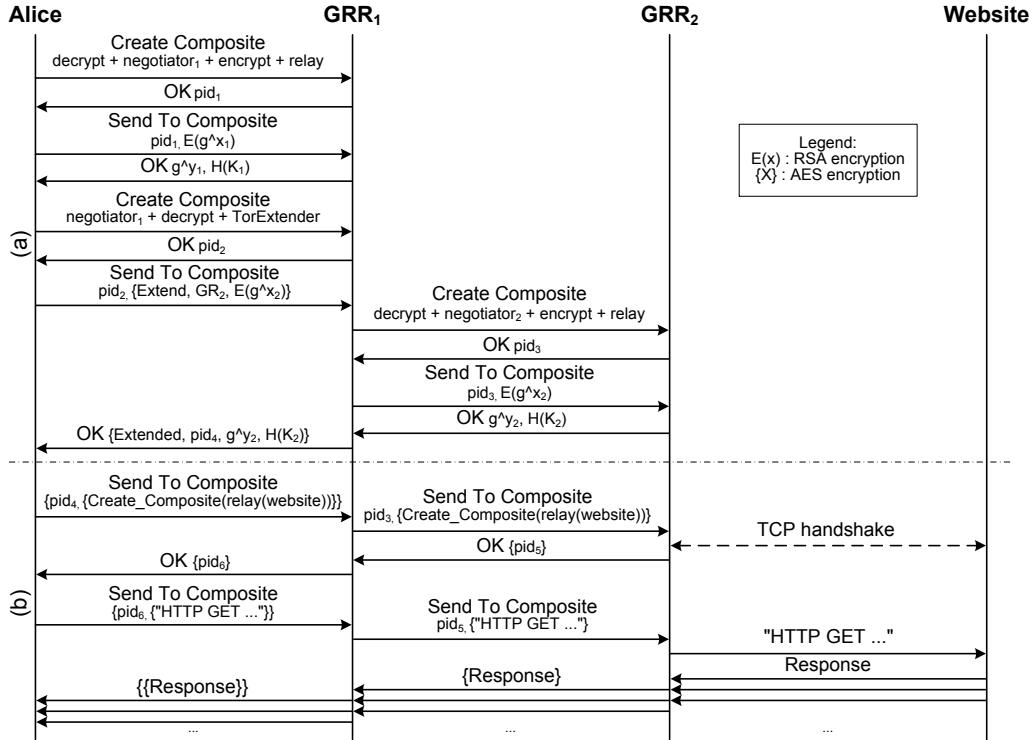 Alice GRR₁ GRR₂ Website
Create Composite
decrypt + negotiator₁ + encrypt + relay
OK pid₁
Send To Composite
pid₁, E(g^x₁)
OK g^y₁, H(K₁)
Create Composite
negotiator₁ + decrypt + TorExtender
OK pid₂
Send To Composite
pid₂, {Extend, GR₂, E(g^x₂)}
(a)
Legend:
E(x) : RSA encryption
{X} : AES encryption
Create Composite
decrypt + negotiator₂ + encrypt + relay
OK pid₃
Send To Composite
pid₃, E(g^x₂)
OK g^y₂, H(K₂)
OK {Extended, pid₄, g^y₂, H(K₂)}
Send To Composite
{pid₄, {Create_Composite(relay(website))}}
Send To Composite
pid₃, {Create_Composite(relay(website))}
TCP handshake
OK {pid₅}
OK {pid₆}
(b)
Send To Composite
{pid₆, {"HTTP GET ..."}}
Send To Composite
pid₅, {"HTTP GET ..."}
"HTTP GET ..."
Response
{Response}
{{Response}}
... ... ...